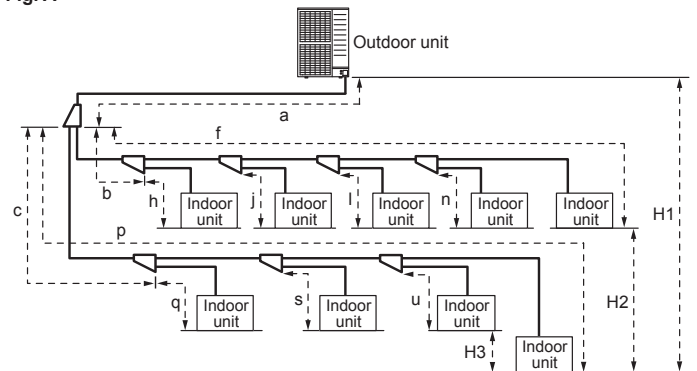 Outdoor unit
a
f
b
h
j
l
n
c
p
Indoor
unit
Indoor
unit
Indoor
unit
Indoor
unit
Indoor
unit
H1
q
s
u
Indoor
unit
Indoor
unit
Indoor
unit
H2
H3
Indoor
unit